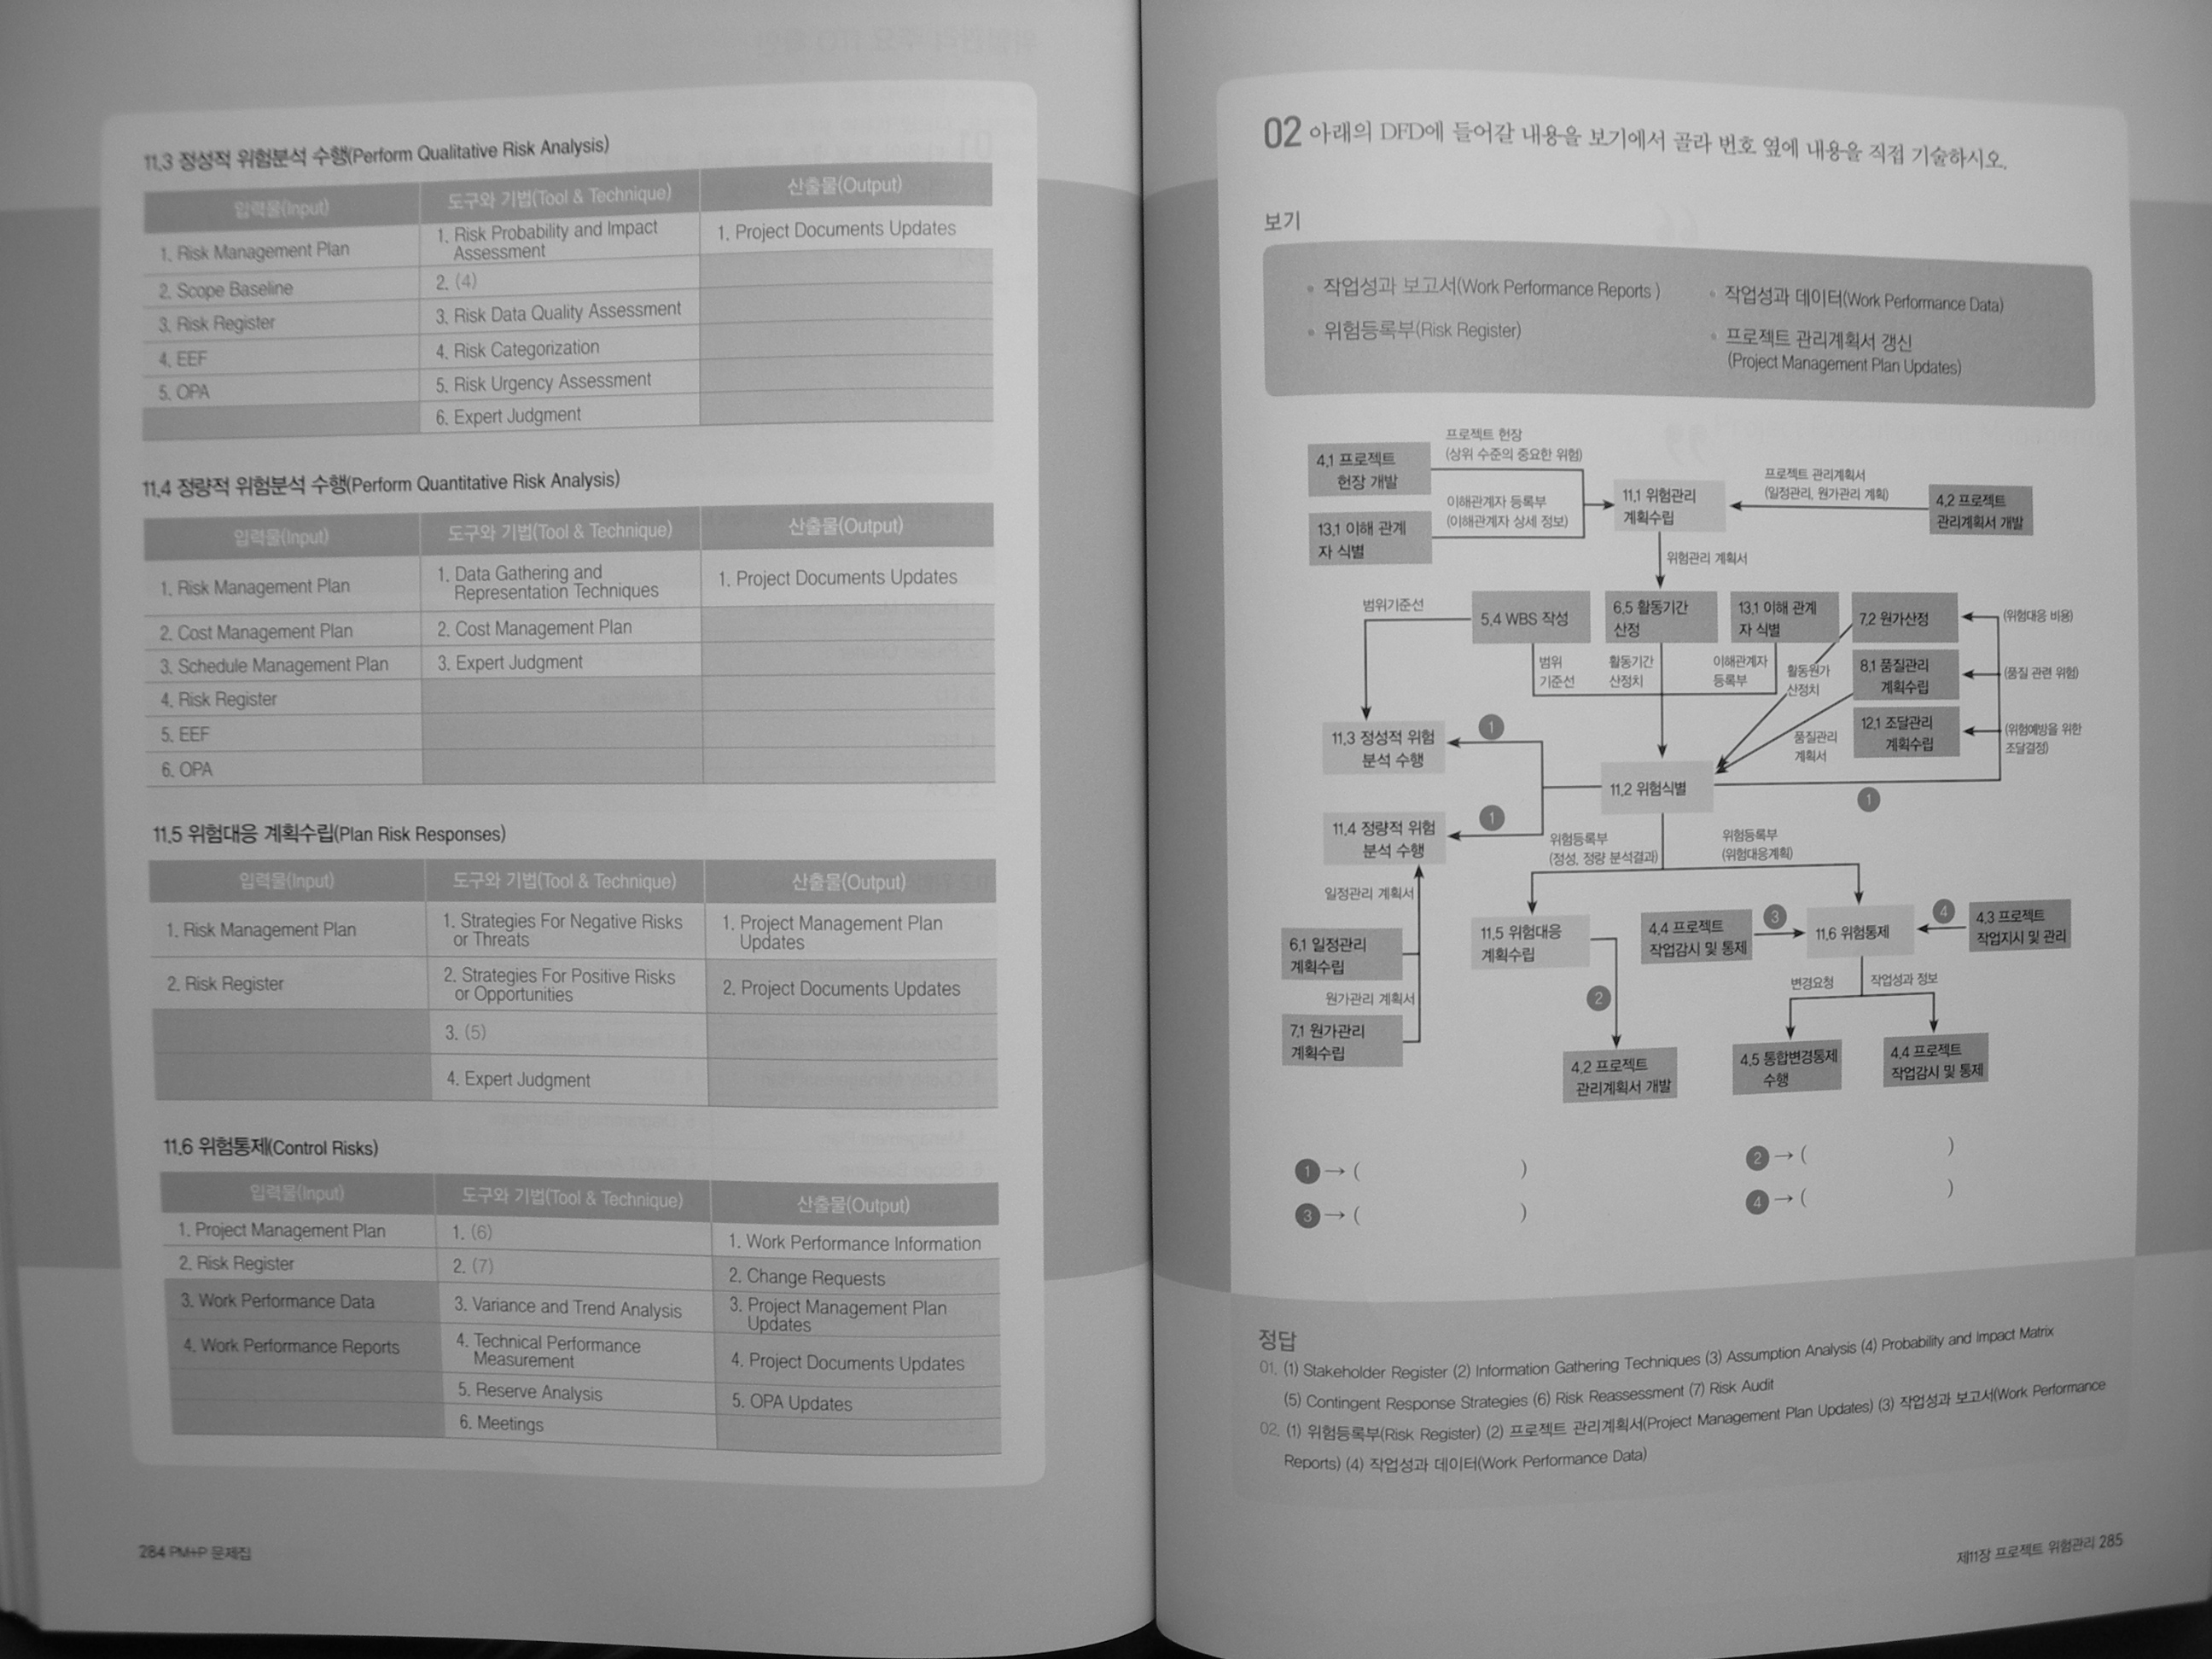 11.3 정성적 위험분석 수행(Perform Qualitative Risk Analysis)
입력물(Input)
도구와 기법(Tool & Technique)
산출물(Output)
1. Risk Management Plan
1. Risk Probability and Impact
Assessment
1. Project Documents Updates
2. Scope Baseline
2. (4)
3. Risk Register
3. Risk Data Quality Assessment
4. EEF
4. Risk Categorization
5. OPA
5. Risk Urgency Assessment
6. Expert Judgment
11.4 정량적 위험분석 수행(Perform Quantitative Risk Analysis)
입력물(Input)
도구와 기법(Tool & Technique)
산출물(Output)
1. Risk Management Plan
1. Data Gathering and
Representation Techniques
1. Project Documents Updates
2. Cost Management Plan
2. Cost Management Plan
3. Schedule Management Plan
3. Expert Judgment
4. Risk Register
5. EEF
6. OPA
11.5 위험대응 계획수립(Plan Risk Responses)
입력물(Input)
도구와 기법(Tool & Technique)
산출물(Output)
1. Risk Management Plan
1. Strategies For Negative Risks
or Threats
1. Project Management Plan
Updates
2. Risk Register
2. Strategies For Positive Risks
or Opportunities
2. Project Documents Updates
3. (5)
4. Expert Judgment
11.6 위험통제(Control Risks)
입력물(Input)
도구와 기법(Tool & Technique)
산출물(Output)
1. Project Management Plan
1. (6)
1. Work Performance Information
2. Risk Register
2. (7)
2. Change Requests
3. Work Performance Data
3. Variance and Trend Analysis
3. Project Management Plan
Updates
4. Work Performance Reports
4. Technical Performance
Measurement
4. Project Documents Updates
5. Reserve Analysis
5. OPA Updates
6. Meetings
284 PM+P 문제집
02 아래의 DFD에 들어갈 내용을 보기에서 골라 번호 옆에 내용을 직접 기술하시오.
보기
• 작업성과 보고서(Work Performance Reports )
• 작업성과 데이터(Work Performance Data)
• 위험등록부(Risk Register)
• 프로젝트 관리계획서 갱신
(Project Management Plan Updates)
4.1 프로젝트
헌장 개발
프로젝트 헌장
(상위 수준의 중요한 위험)
13.1 이해 관계
자 식별
이해관계자 등록부
(이해관계자 상세 정보)
11.1 위험관리
계획수립
프로젝트 관리계획서
(일정관리, 원가관리 계획)
4.2 프로젝트
관리계획서 개발
위험관리 계획서
범위기준선
5.4 WBS 작성
6.5 활동기간
산정
13.1 이해 관계
자 식별
7.2 원가산정
(위험대응 비용)
범위
기준선
활동기간
산정치
이해관계자
등록부
활동원가
산정치
8.1 품질관리
계획수립
(품질 관련 위험)
12.1 조달관리
계획수립
(위험예방을 위한
조달결정)
품질관리
계획서
11.3 정성적 위험
분석 수행
1
11.2 위험식별
1
11.4 정량적 위험
분석 수행
1
위험등록부
(정성, 정량 분석결과)
위험등록부
(위험대응계획)
일정관리 계획서
6.1 일정관리
계획수립
원가관리 계획서
7.1 원가관리
계획수립
11.5 위험대응
계획수립
2
4.2 프로젝트
관리계획서 개발
4.4 프로젝트
작업감시 및 통제
3
11.6 위험통제
4
4.3 프로젝트
작업지시 및 관리
변경요청
작업성과 정보
4.5 통합변경통제
수행
4.4 프로젝트
작업감시 및 통제
1 → ( )
2 → ( )
3 → ( )
4 → ( )
정답
01. (1) Stakeholder Register (2) Information Gathering Techniques (3) Assumption Analysis (4) Probability and Impact Matrix
(5) Contingent Response Strategies (6) Risk Reassessment (7) Risk Audit
02. (1) 위험등록부(Risk Register) (2) 프로젝트 관리계획서(Project Management Plan Updates) (3) 작업성과 보고서(Work Performance
Reports) (4) 작업성과 데이터(Work Performance Data)
제11장 프로젝트 위험관리 285